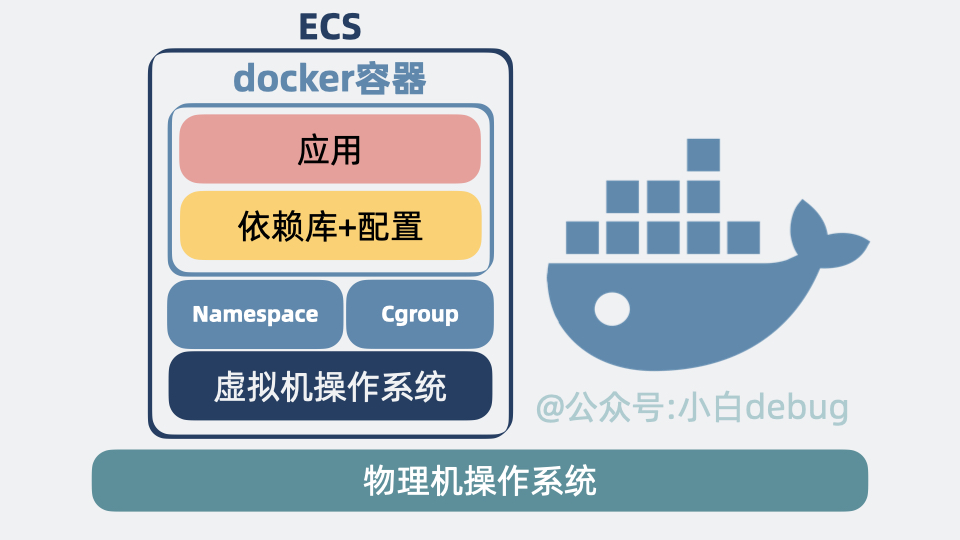 ECS
docker容器
应用
依赖库+配置
Namespace
Cgroup
虚拟机操作系统
@公众号:小白debug
物理机操作系统